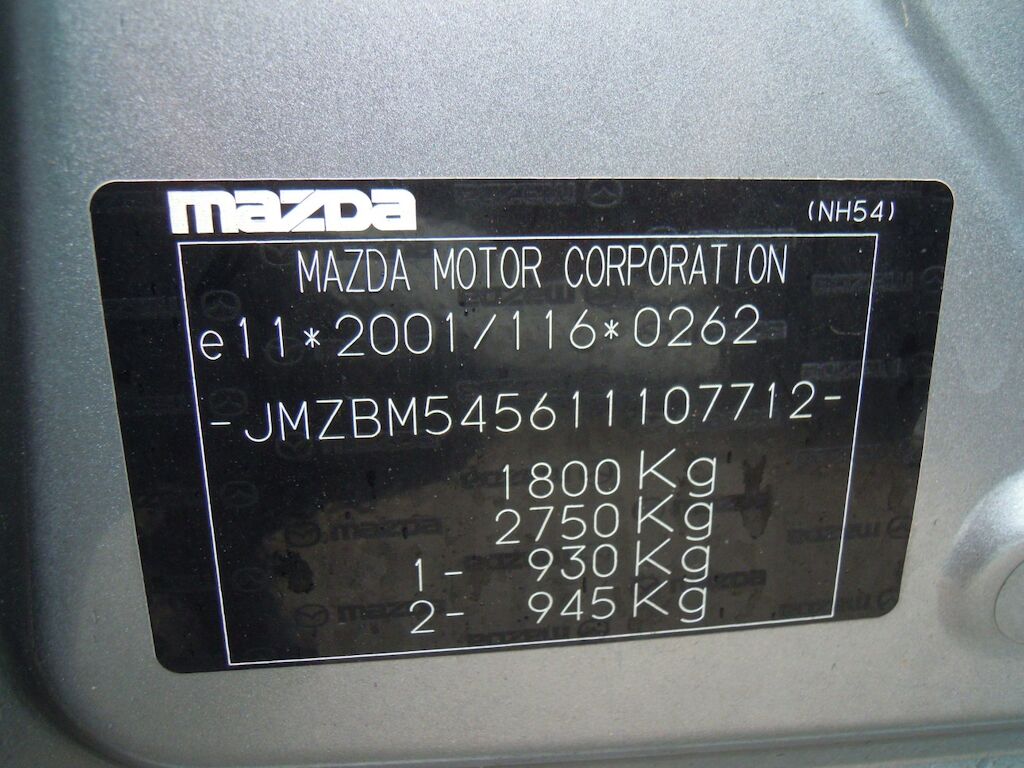 mazda (NH54)
MAZDA MOTOR CORPORATION
e11*2001/116*0262
-JMZBM545611107712-
1800Kg
2750Kg
1- 930Kg
2- 945Kg